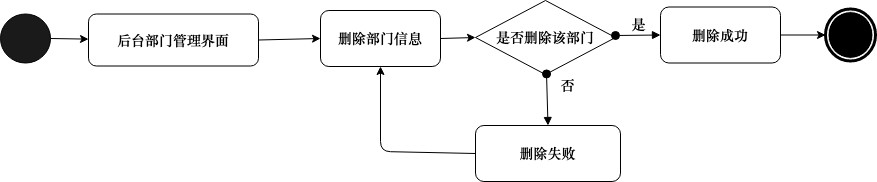 后台部门管理界面
删除部门信息
是否删除该部门
是
删除成功
否
删除失败